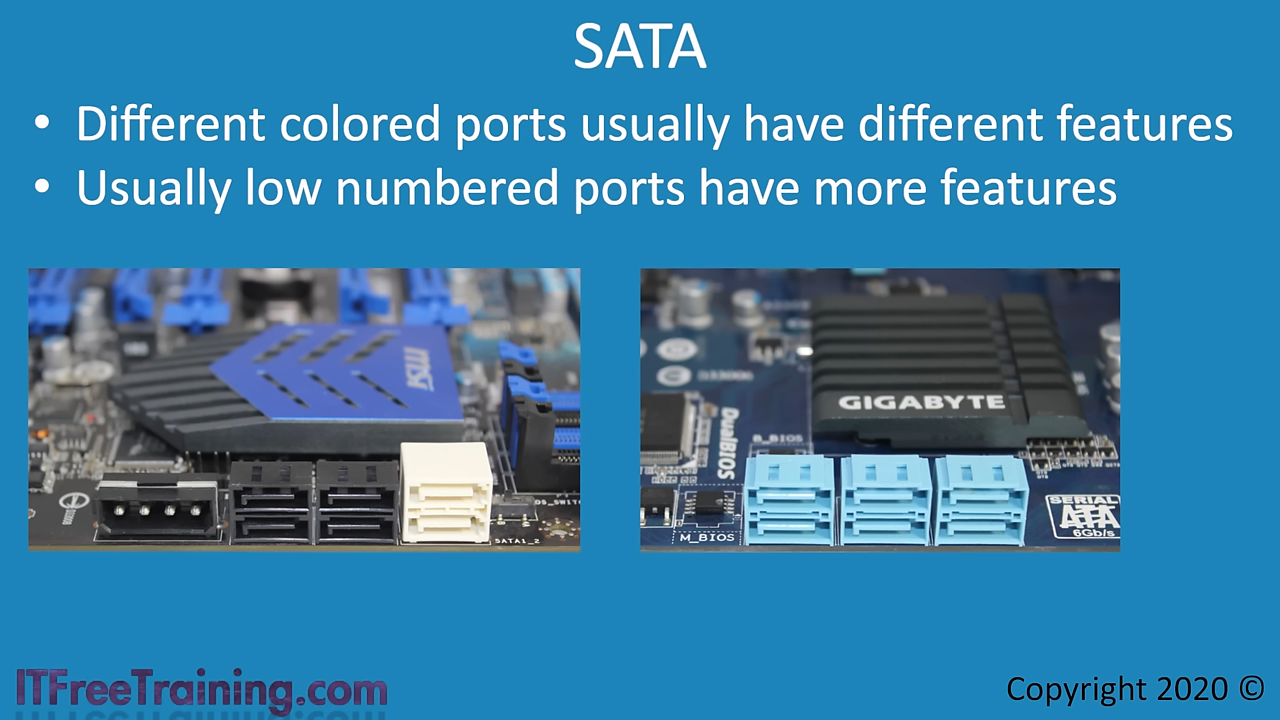 SATA
• Different colored ports usually have different features
• Usually low numbered ports have more features
msi
GIGABYTE
DualBIOS
B_BIOS
M_BIOS
SATA1_2
SERIAL
ATA
6Gb/s
ITFreeTraining.com
Copyright 2020 ©